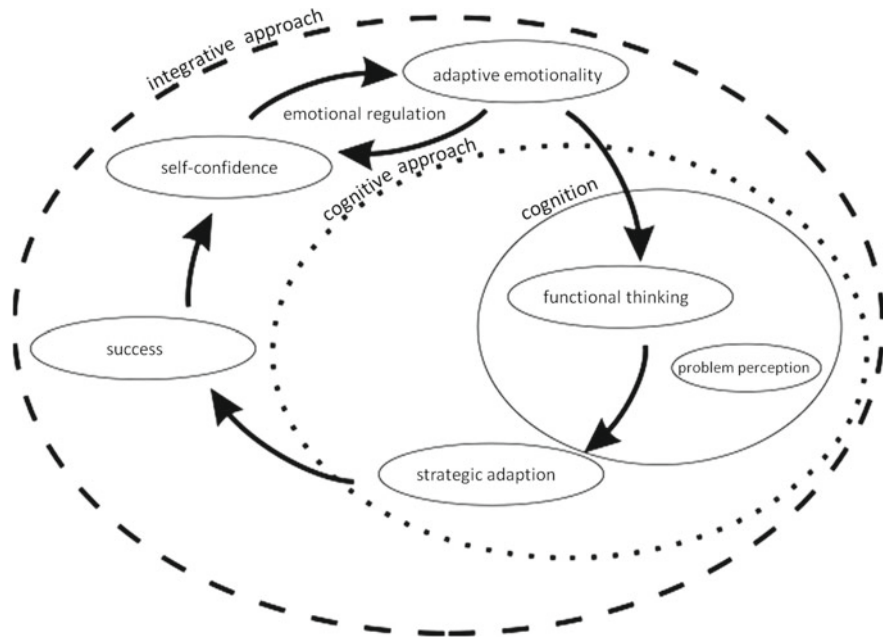 integrative approach
adaptive emotionality
emotional regulation
self-confidence
cognitive approach
cognition
functional thinking
success
problem perception
strategic adaption